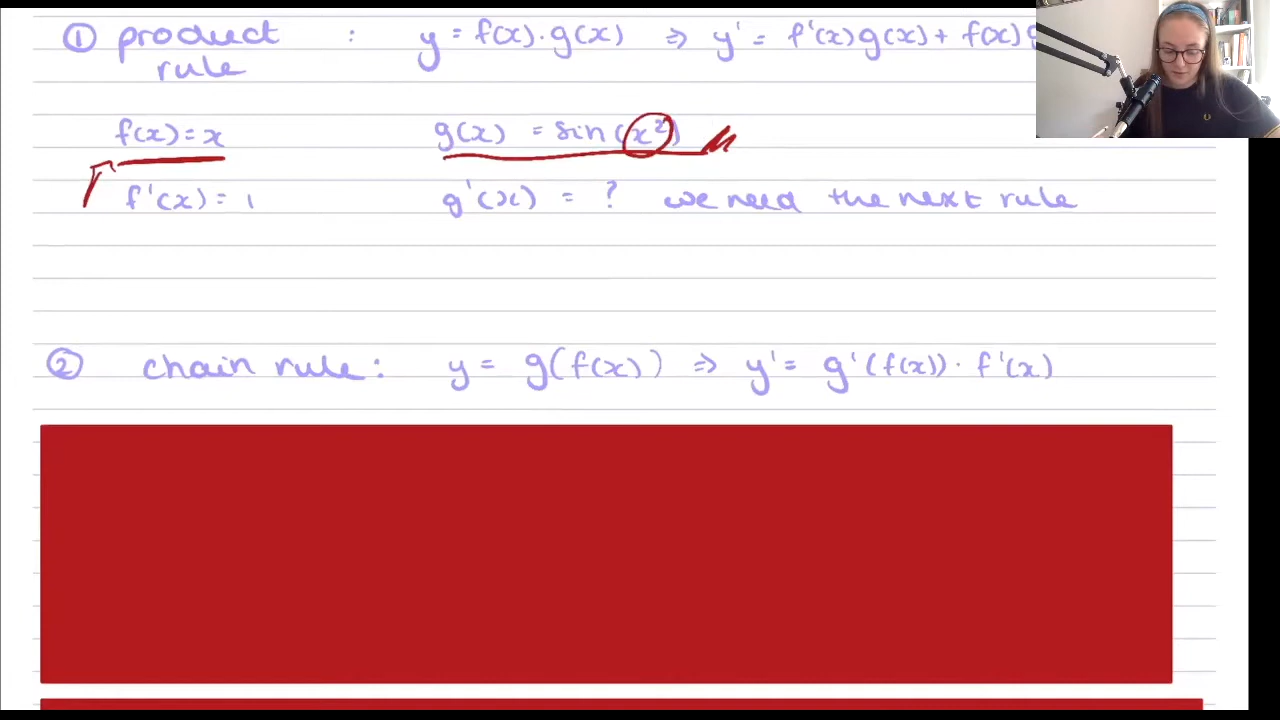 ① product rule : y = f(x)·g(x) ⇒ y' = f'(x)g(x) + f(x)g
f(x) = x g(x) = sin(x²)
f'(x) = 1 g'(x) = ? we need the next rule
② chain rule: y = g(f(x)) ⇒ y' = g'(f(x))·f'(x)